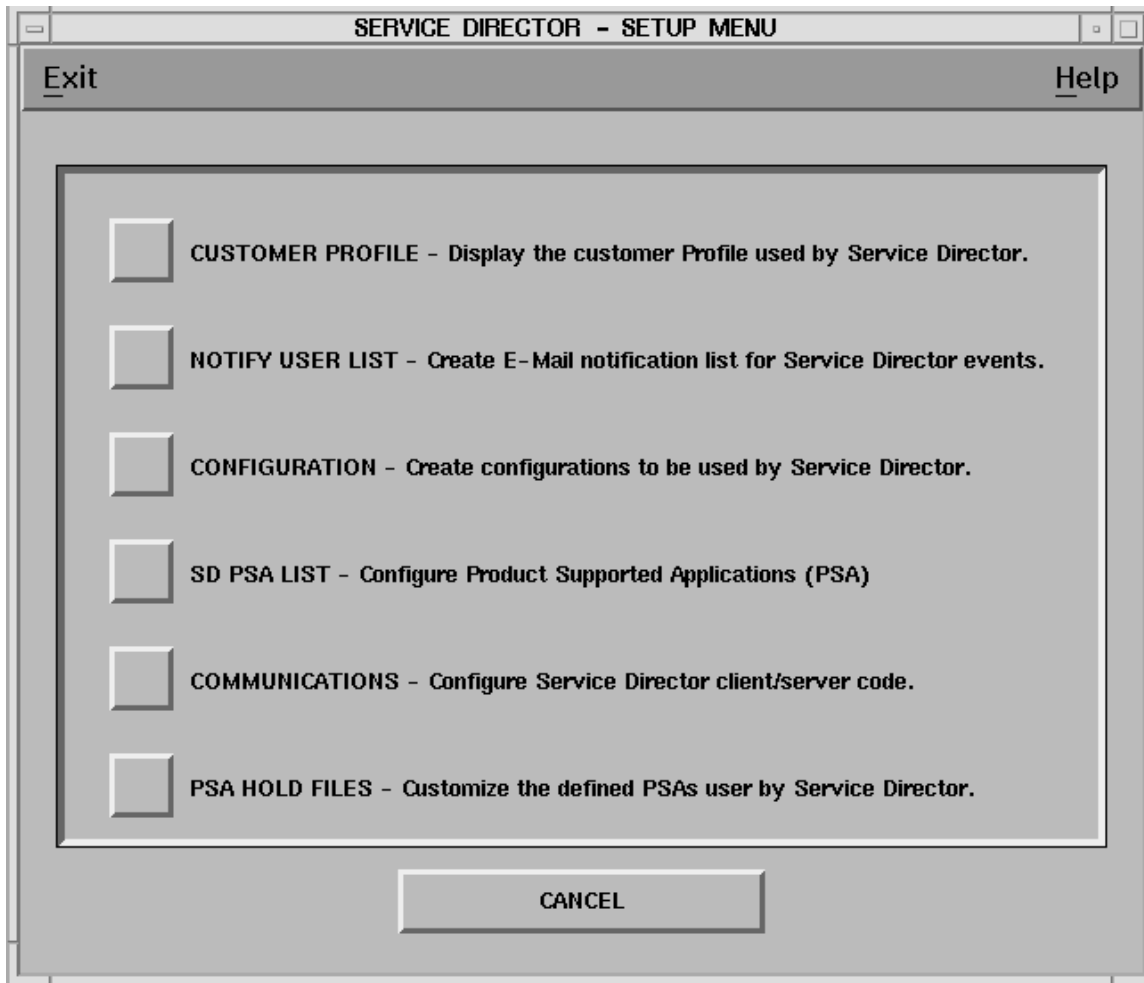 SERVICE DIRECTOR - SETUP MENU
Exit Help
CUSTOMER PROFILE - Display the customer Profile used by Service Director.
NOTIFY USER LIST - Create E-Mail notification list for Service Director events.
CONFIGURATION - Create configurations to be used by Service Director.
SD PSA LIST - Configure Product Supported Applications (PSA)
COMMUNICATIONS - Configure Service Director client/server code.
PSA HOLD FILES - Customize the defined PSAs user by Service Director.
CANCEL